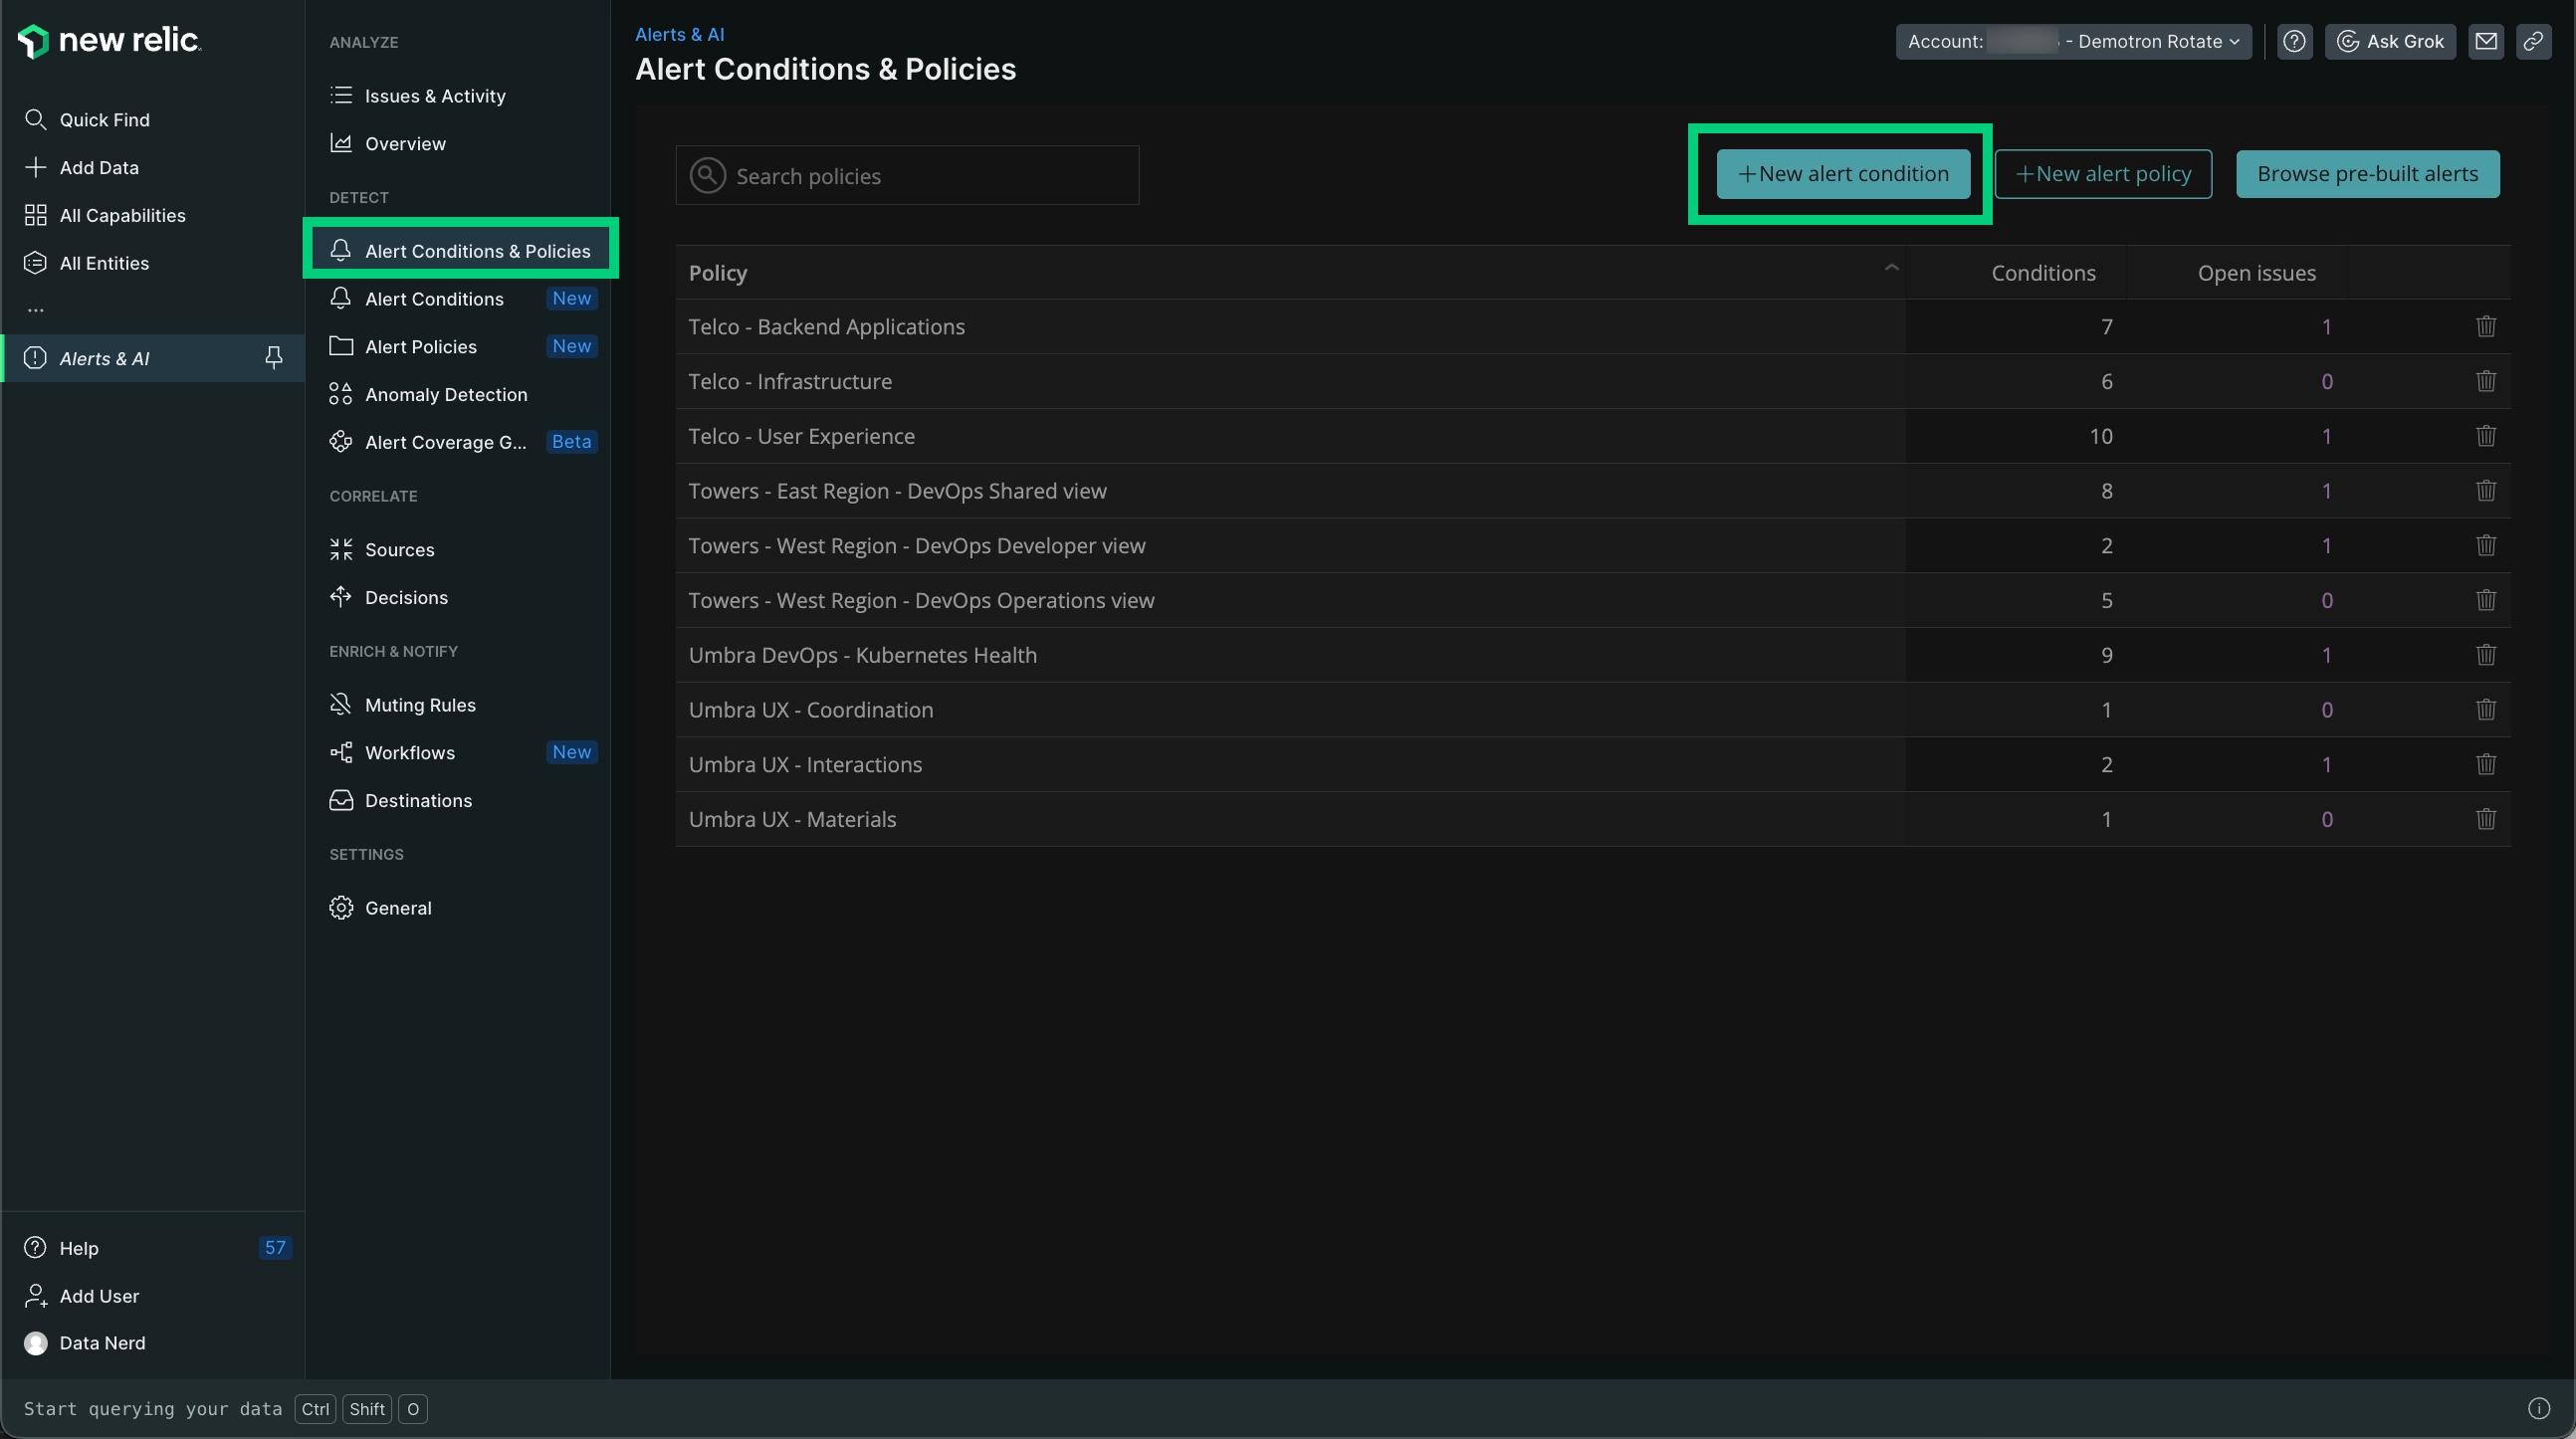 new relic
Quick Find
Add Data
All Capabilities
All Entities
...
Alerts & AI
Help 57
Add User
Data Nerd
ANALYZE
Issues & Activity
Overview
DETECT
Alert Conditions & Policies
Alert Conditions New
Alert Policies New
Anomaly Detection
Alert Coverage G... Beta
CORRELATE
Sources
Decisions
ENRICH & NOTIFY
Muting Rules
Workflows New
Destinations
SETTINGS
General
Alerts & AI
Alert Conditions & Policies
Account: - Demotron Rotate
Ask Grok
Search policies
+New alert condition
+New alert policy
Browse pre-built alerts
Policy Conditions Open issues
Telco - Backend Applications 7 1
Telco - Infrastructure 6 0
Telco - User Experience 10 1
Towers - East Region - DevOps Shared view 8 1
Towers - West Region - DevOps Developer view 2 1
Towers - West Region - DevOps Operations view 5 0
Umbra DevOps - Kubernetes Health 9 1
Umbra UX - Coordination 1 0
Umbra UX - Interactions 2 1
Umbra UX - Materials 1 0
Start querying your data Ctrl Shift O